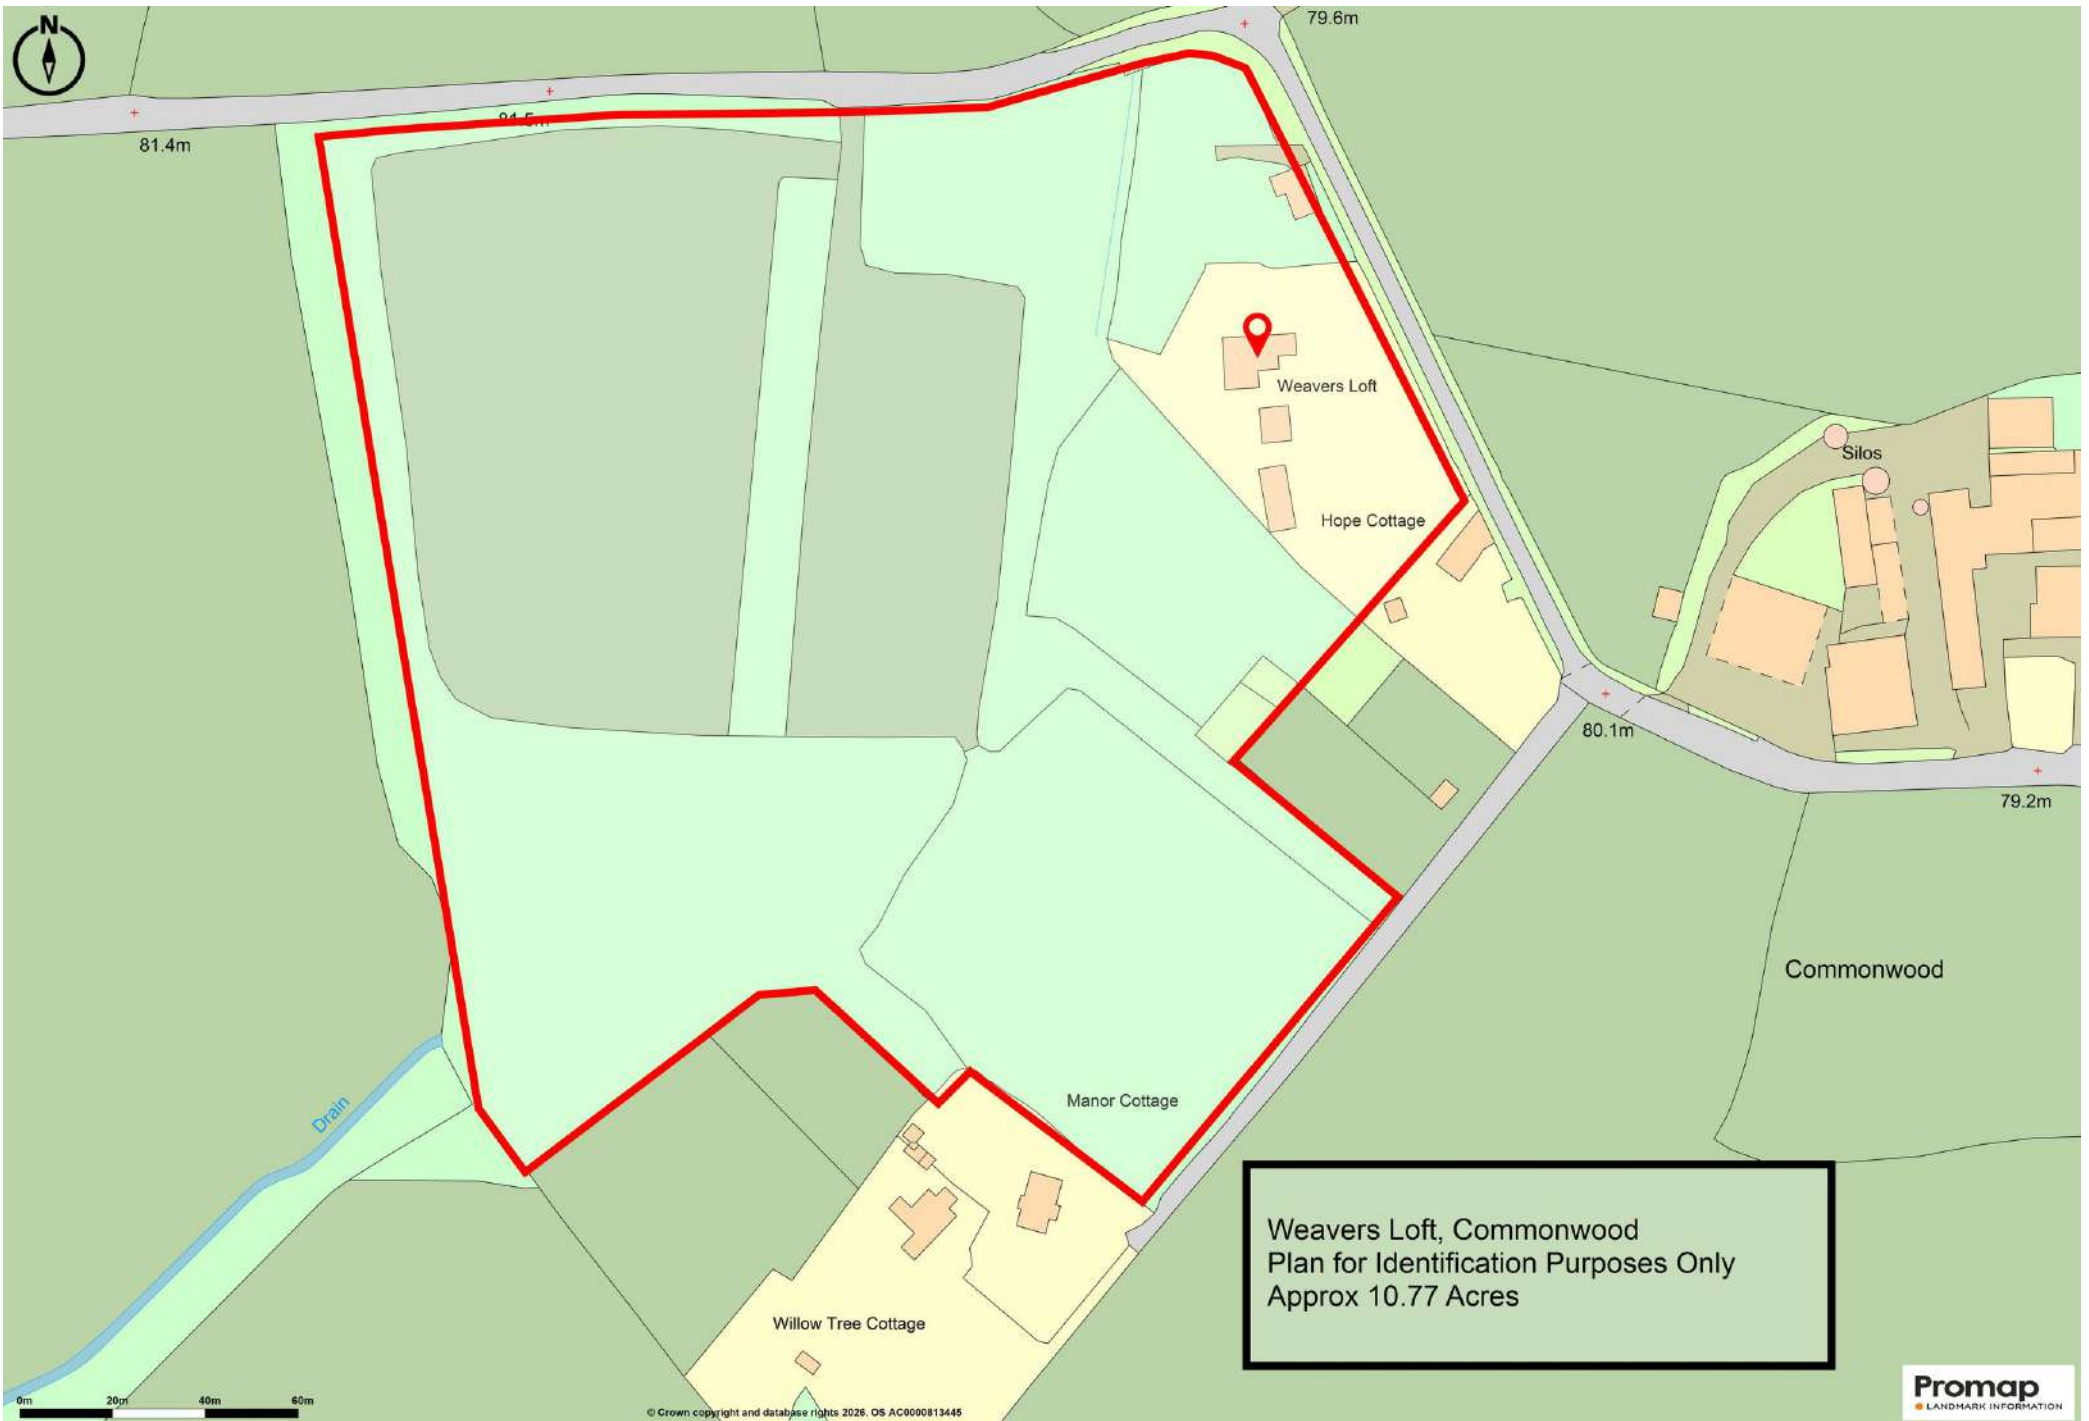 N
79.6m
81.4m
81.5m
Weavers Loft
Silos
Hope Cottage
80.1m
79.2m
Commonwood
Drain
Manor Cottage
Weavers Loft, Commonwood
Plan for Identification Purposes Only
Approx 10.77 Acres
Willow Tree Cottage
0m 20m 40m 60m
© Crown copyright and database rights 2026. OS AC0000813445
Promap
LANDMARK INFORMATION